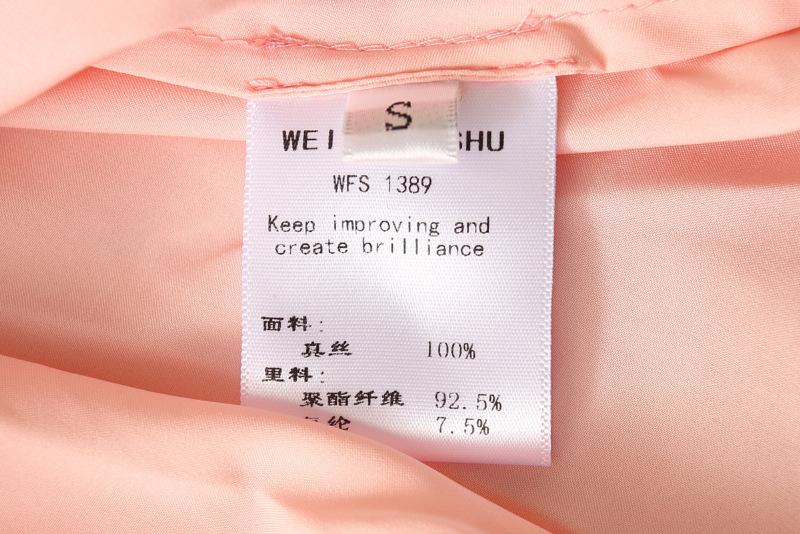 S
WEI SHU
WFS 1389
Keep improving and
create brilliance
面料:
真丝 100%
里料:
聚酯纤维 92.5%
纶 7.5%